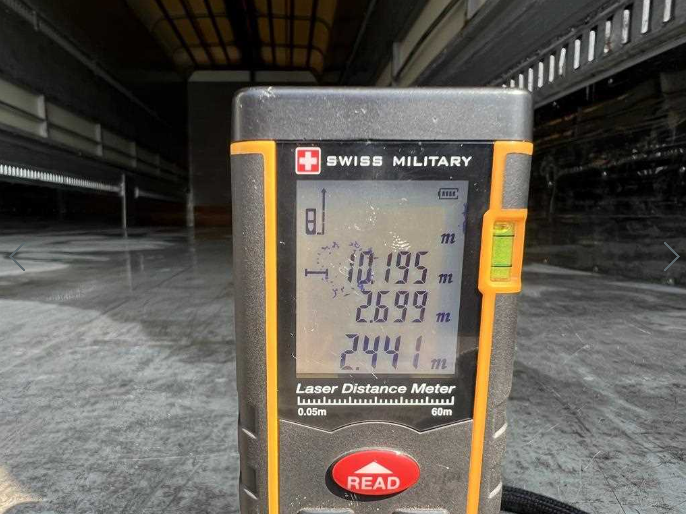 SWISS MILITARY
m
10.195 m
2.699 m
2.441 m
Laser Distance Meter
0.05m 60m
READ